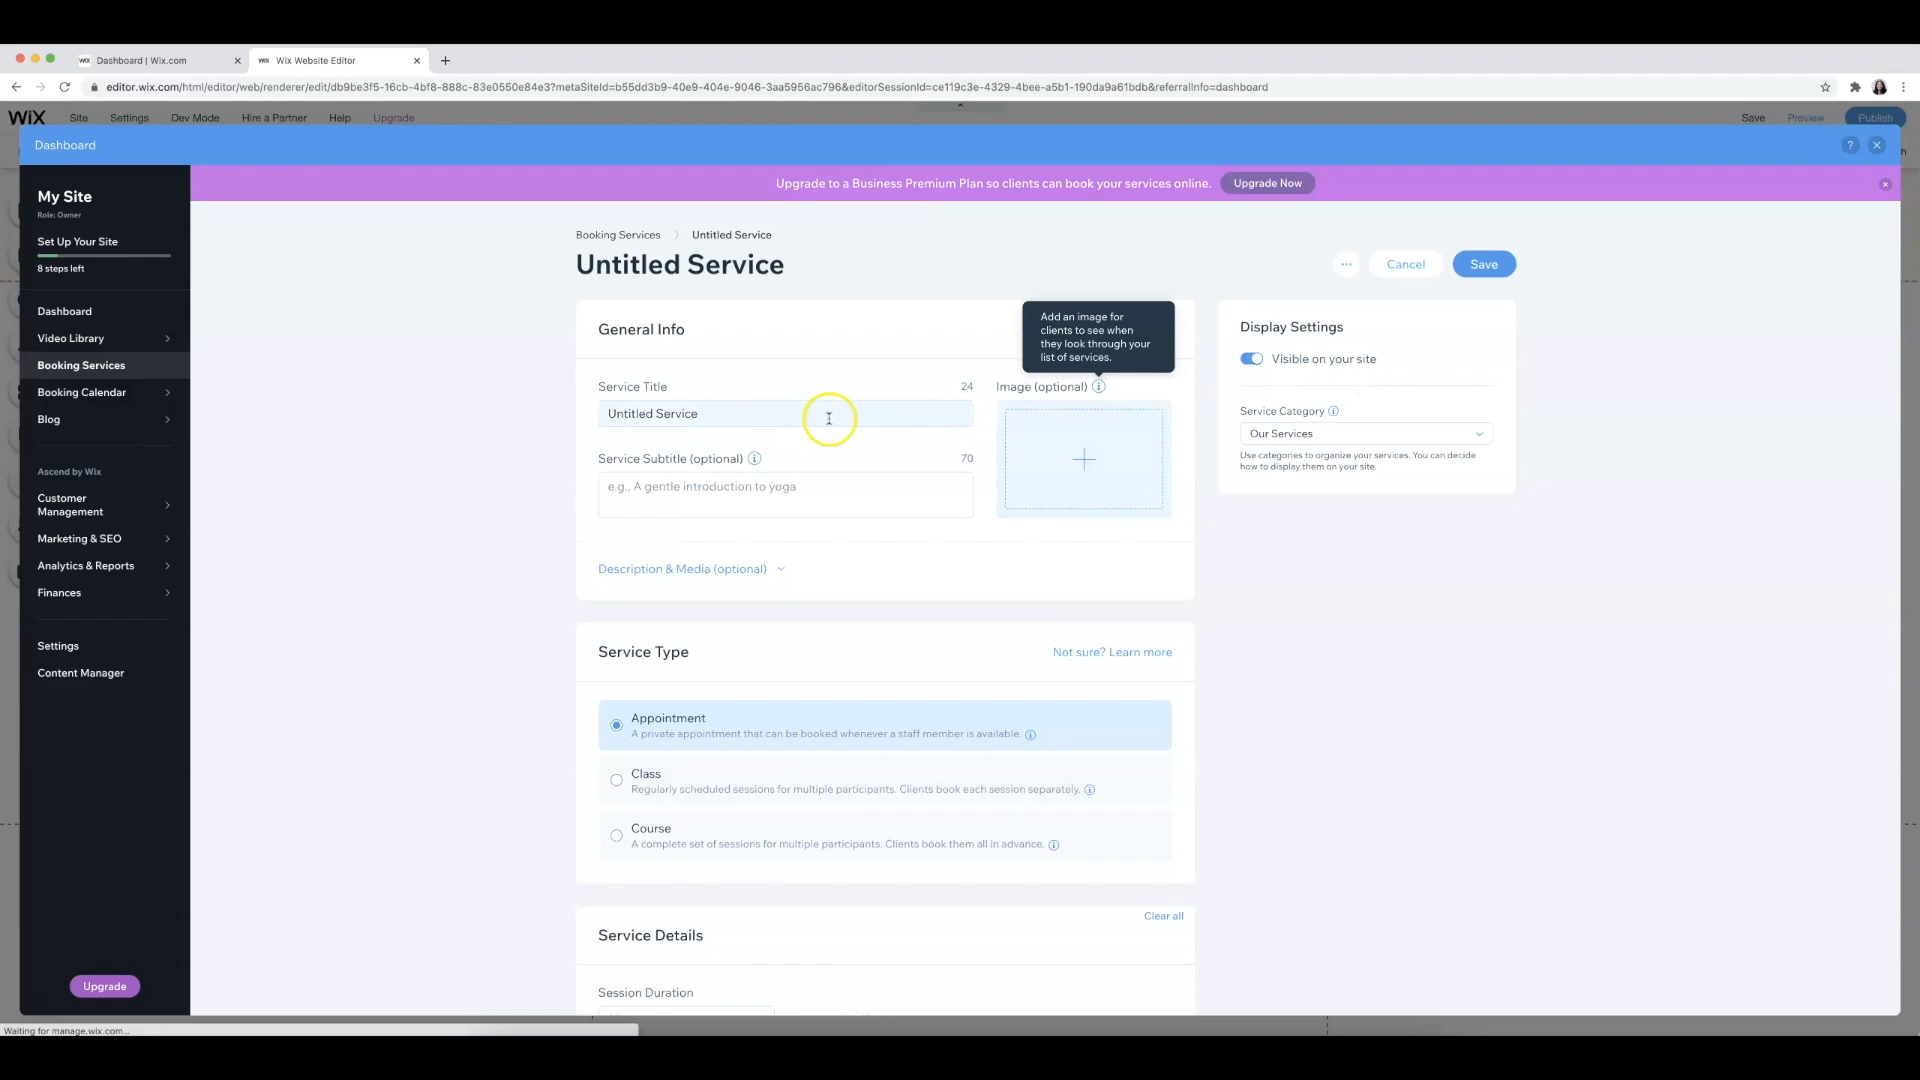 Dashboard | Wix.com
Wix Website Editor
editor.wix.com/html/editor/web/renderer/edit/db9be3f5-16cb-4bf8-888c-83e0550e84e3?metaSiteId=b55dd3b9-40e9-404e-9046-3aa5956ac796&editorSessionId=ce119c3e-4329-4bee-a5b1-190da9a61bdb&referralInfo=dashboard
WiX Site Settings Dev Mode Hire a Partner Help Upgrade Save Preview Publish
Dashboard
Upgrade to a Business Premium Plan so clients can book your services online. Upgrade Now
My Site
Role: Owner
Set Up Your Site
8 steps left
Dashboard
Video Library
Booking Services
Booking Calendar
Blog
Ascend by Wix
Customer
Management
Marketing & SEO
Analytics & Reports
Finances
Settings
Content Manager
Upgrade
Booking Services Untitled Service
Untitled Service
... Cancel Save
General Info
Add an image for
clients to see when
they look through your
list of services.
Service Title 24
Untitled Service
Image (optional)
Service Subtitle (optional) 70
e.g., A gentle introduction to yoga
Description & Media (optional)
Display Settings
Visible on your site
Service Category
Our Services
Use categories to organize your services. You can decide
how to display them on your site.
Service Type
Not sure? Learn more
Appointment
A private appointment that can be booked whenever a staff member is available.
Class
Regularly scheduled sessions for multiple participants. Clients book each session separately.
Course
A complete set of sessions for multiple participants. Clients book them all in advance.
Clear all
Service Details
Session Duration
Waiting for manage.wix.com...